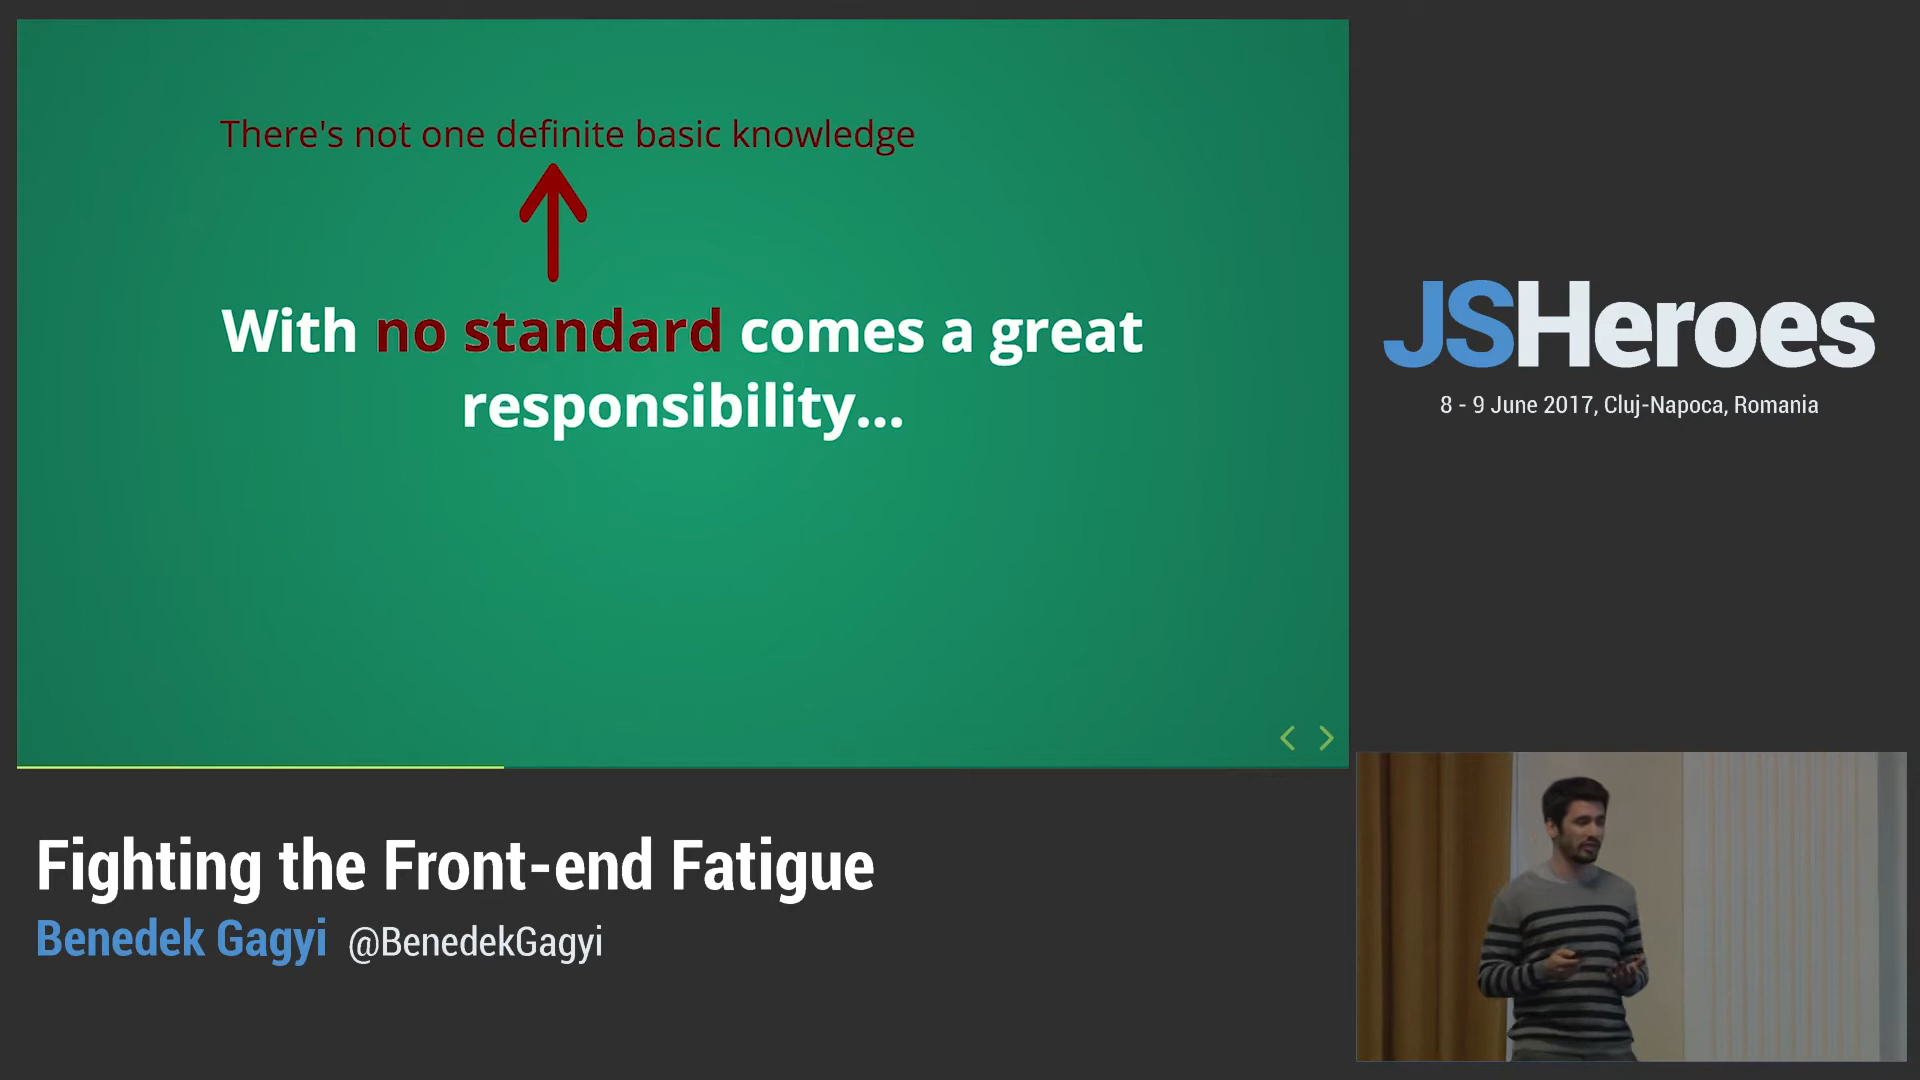 There's not one definite basic knowledge
With no standard comes a great
responsibility...
JSHeroes
8 - 9 June 2017, Cluj-Napoca, Romania
Fighting the Front-end Fatigue
Benedek Gagyi @BenedekGagyi